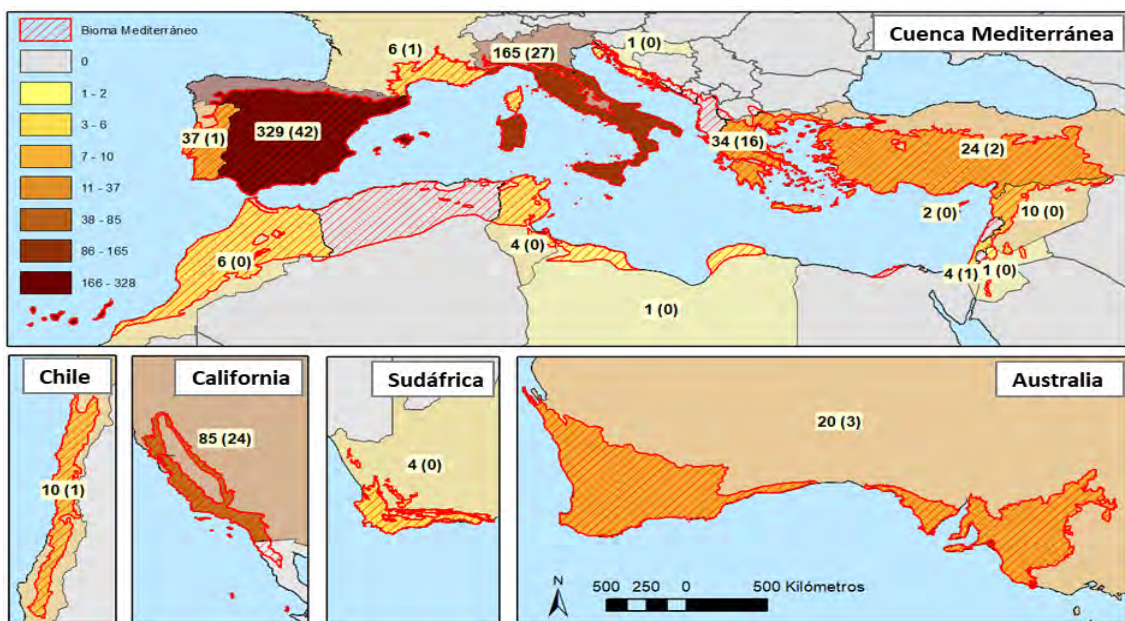 Bioma Mediterráneo
0
1 - 2
3 - 6
7 - 10
11 - 37
38 - 85
86 - 165
166 - 328
Cuenca Mediterránea
6 (1)
165 (27)
1 (0)
37 (1)
329 (42)
34 (16)
24 (2)
2 (0)
10 (0)
6 (0)
4 (0)
4 (1)
1 (0)
1 (0)
Chile
10 (1)
California
85 (24)
Sudáfrica
4 (0)
Australia
20 (3)
N
500 250 0 500 Kilómetros